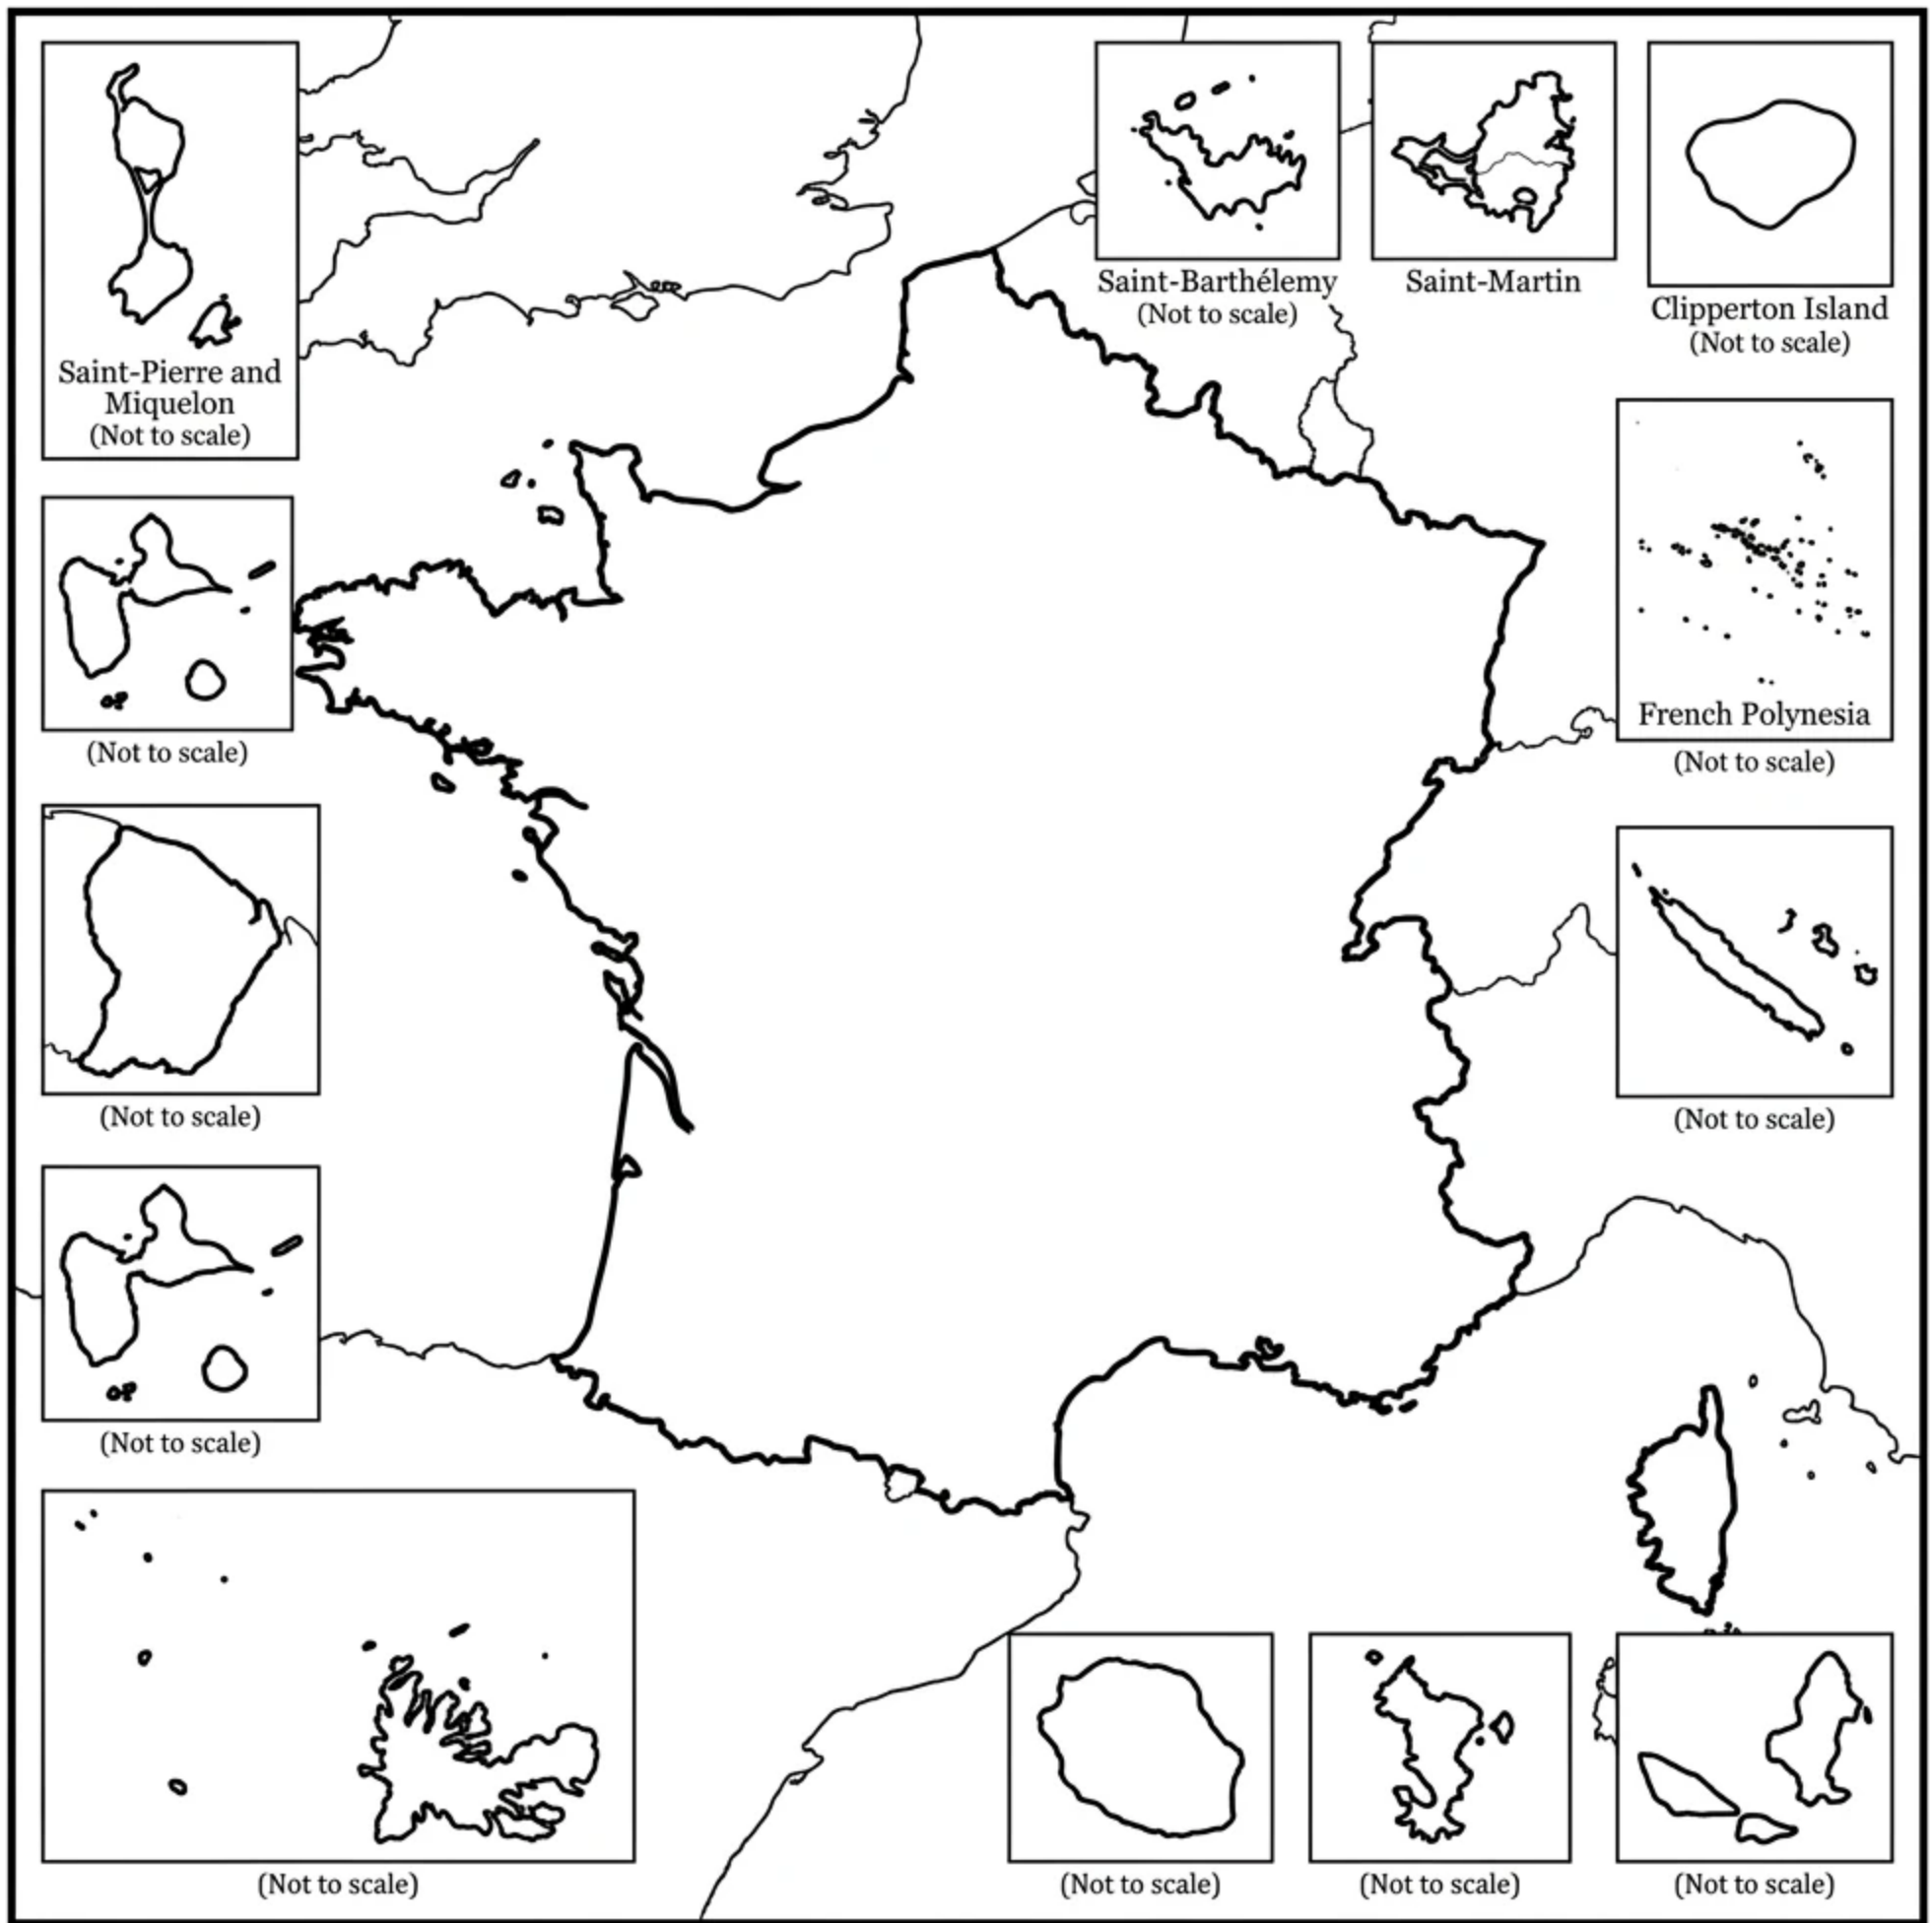 Saint-Barthélemy
(Not to scale)
Saint-Martin
Clipperton Island
(Not to scale)
Saint-Pierre and
Miquelon
(Not to scale)
French Polynesia
(Not to scale)
(Not to scale)
(Not to scale)
(Not to scale)
(Not to scale)
(Not to scale)
(Not to scale)
(Not to scale)
(Not to scale)